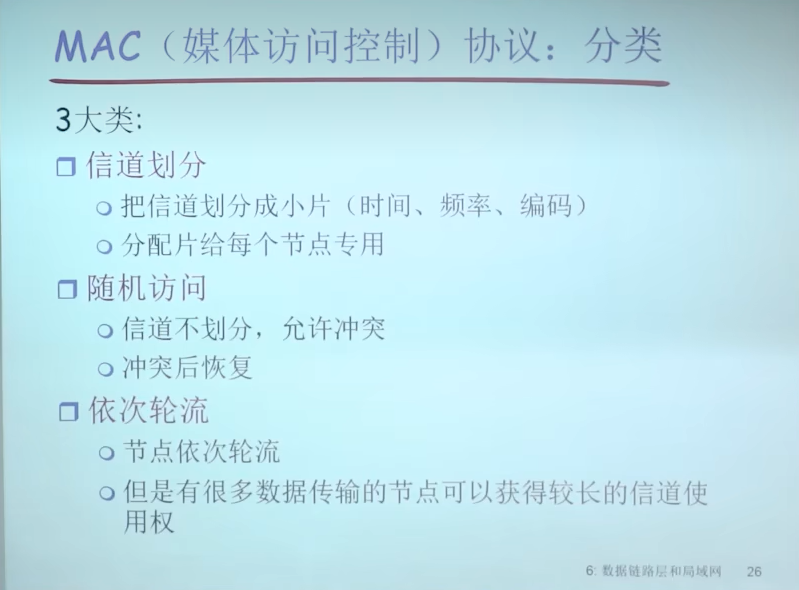 MAC（媒体访问控制）协议：分类
3大类:
信道划分
把信道划分成小片（时间、频率、编码）
分配片给每个节点专用
随机访问
信道不划分，允许冲突
冲突后恢复
依次轮流
节点依次轮流
但是有很多数据传输的节点可以获得较长的信道使
用权
6: 数据链路层和局域网 26